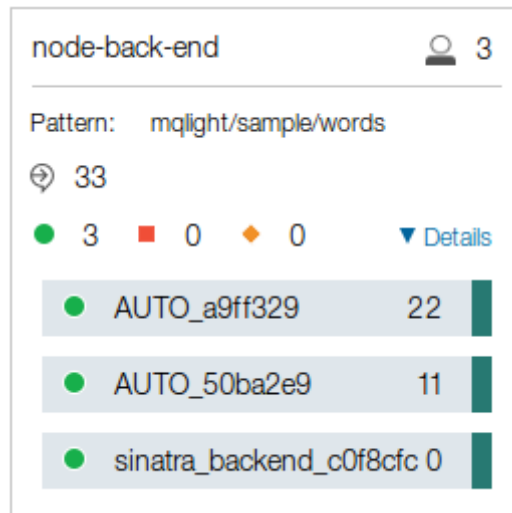 node-back-end 3
Pattern: mqlight/sample/words
33
3 0 0 Details
AUTO_a9ff329 22
AUTO_50ba2e9 11
sinatra_backend_c0f8cfc 0